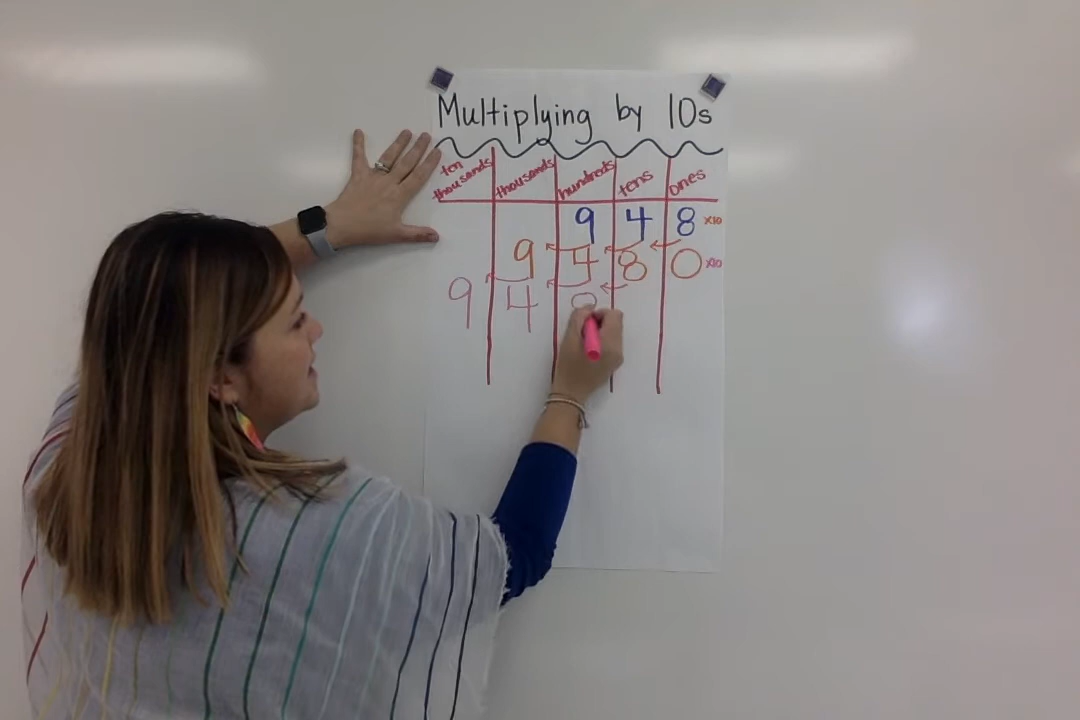 Multiplying by 10s
ten thousands thousands hundreds tens ones
9 4 8 x10
9 4 8 0 x10
9 4